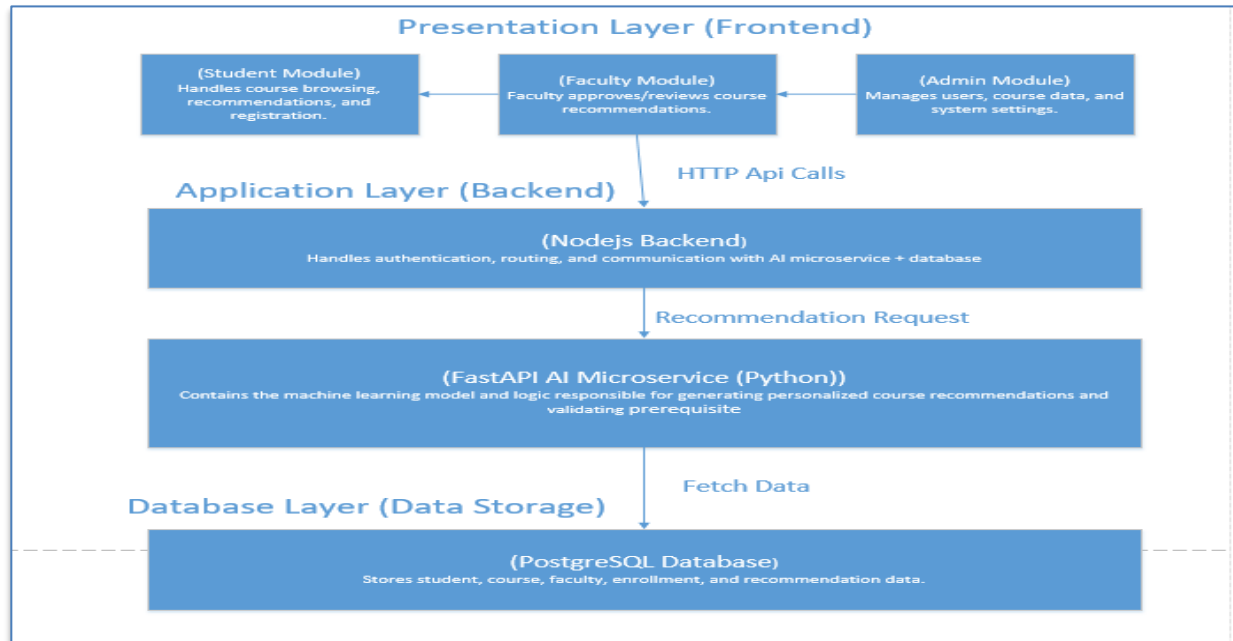 Presentation Layer (Frontend)
(Student Module)
Handles course browsing,
recommendations, and
registration.
(Faculty Module)
Faculty approves/reviews course
recommendations.
(Admin Module)
Manages users, course data, and
system settings.
HTTP Api Calls
Application Layer (Backend)
(Nodejs Backend)
Handles authentication, routing, and communication with AI microservice + database
Recommendation Request
(FastAPI AI Microservice (Python))
Contains the machine learning model and logic responsible for generating personalized course recommendations and
validating prerequisite
Fetch Data
Database Layer (Data Storage)
(PostgreSQL Database)
Stores student, course, faculty, enrollment, and recommendation data.